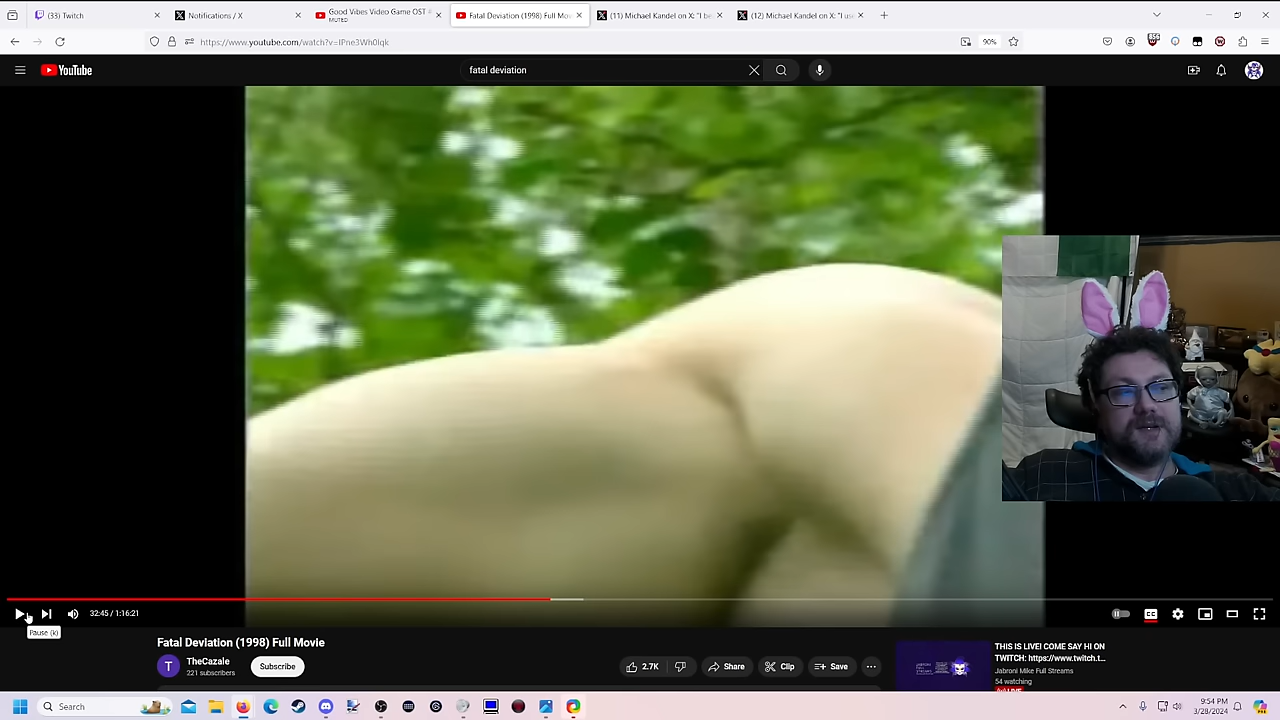 (33) Twitch
Notifications / X
Good Vibes Video Game OST
MUTED
Fatal Deviation (1998) Full Mo
(11) Michael Kandel on X: "I be
(12) Michael Kandel on X: "I us
https://www.youtube.com/watch?v=IPne3Wh0lqk
90%
YouTube
fatal deviation
32:45 / 1:16:21
CC
Pause (k)
Fatal Deviation (1998) Full Movie
T
TheCazale
221 subscribers
Subscribe
2.7K
Share
Clip
Save
THIS IS LIVE! COME SAY HI ON
TWITCH: https://www.twitch.t...
Jabroni Mike Full Streams
54 watching
LIVE
Search
9:54 PM
3/28/2024